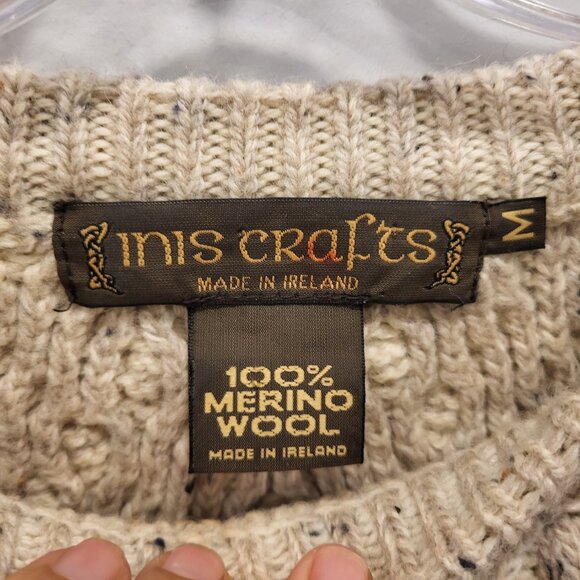 INIS CRAFTS
MADE IN IRELAND
M
100%
MERINO
WOOL
MADE IN IRELAND